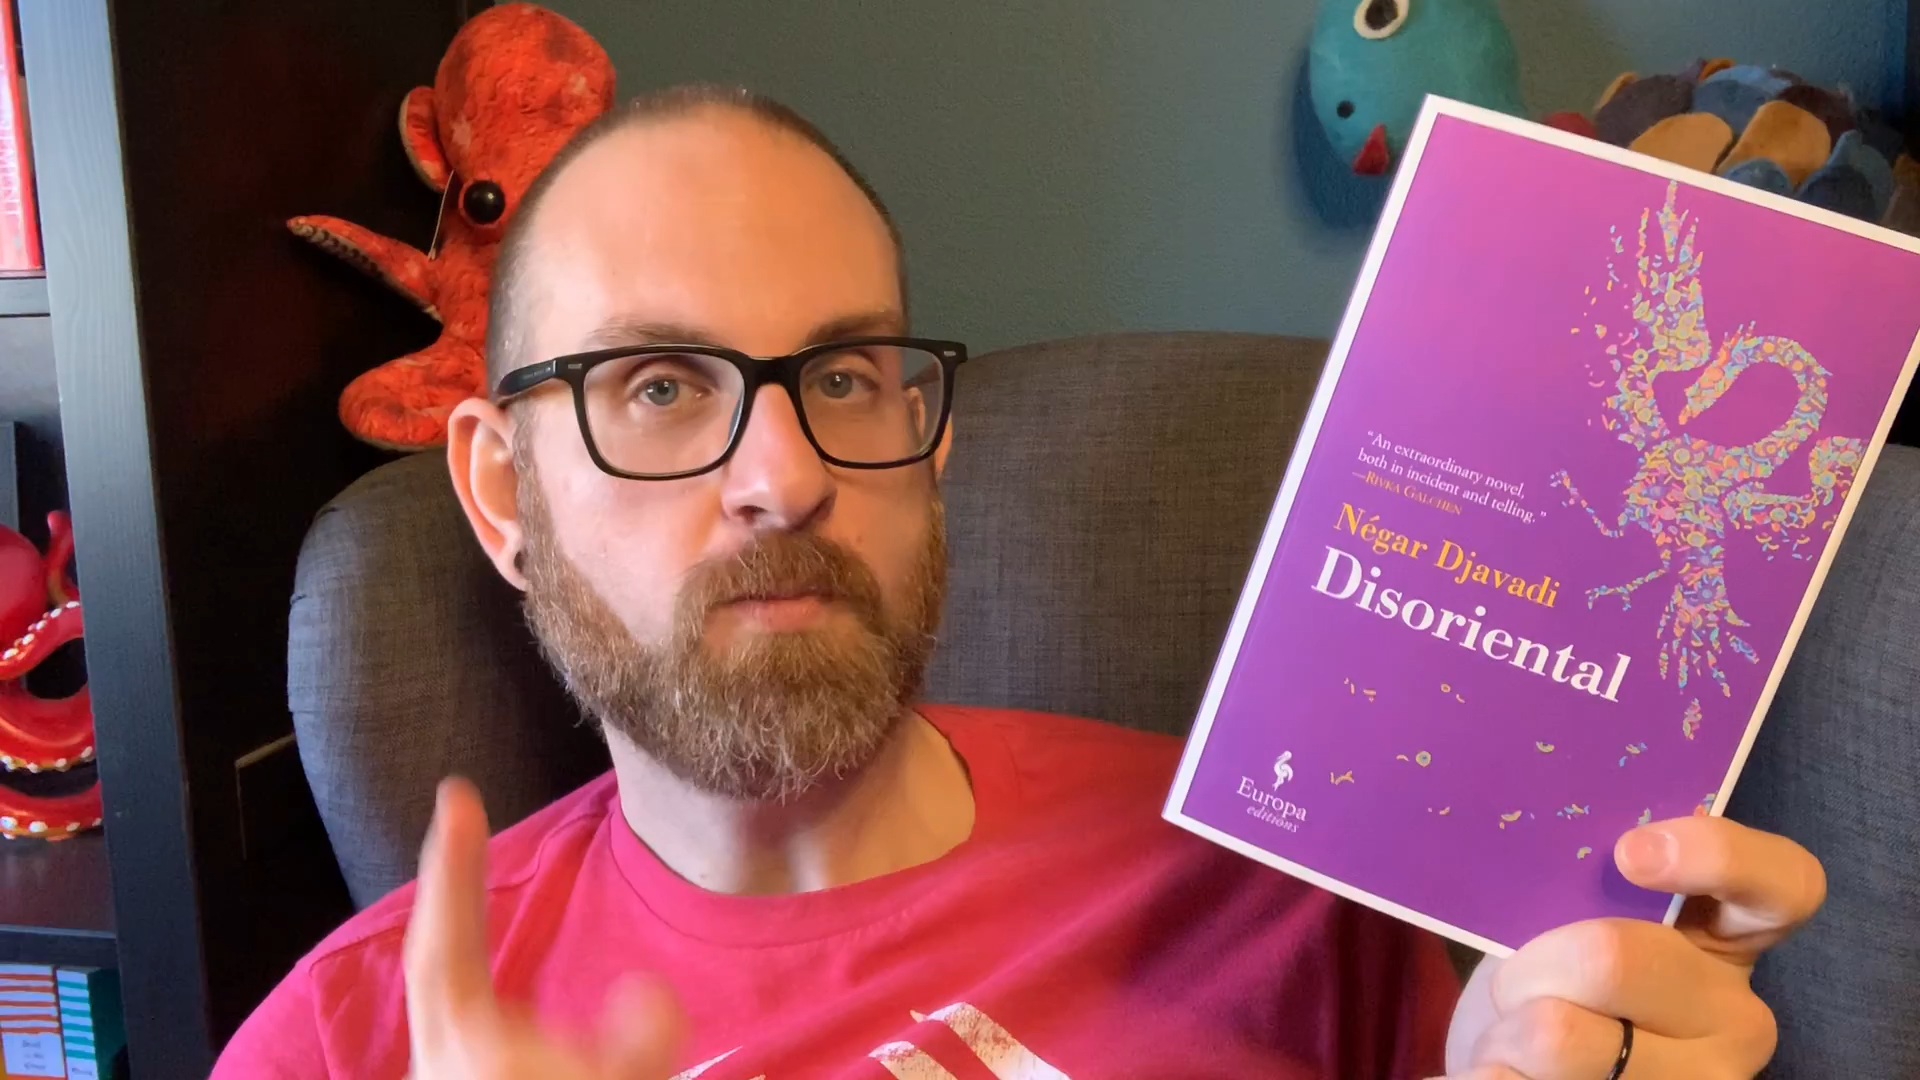 “An extraordinary novel,
both in incident and telling.”
—Rivka Galchen
Négar Djavadi
Disoriental
Europa
editions